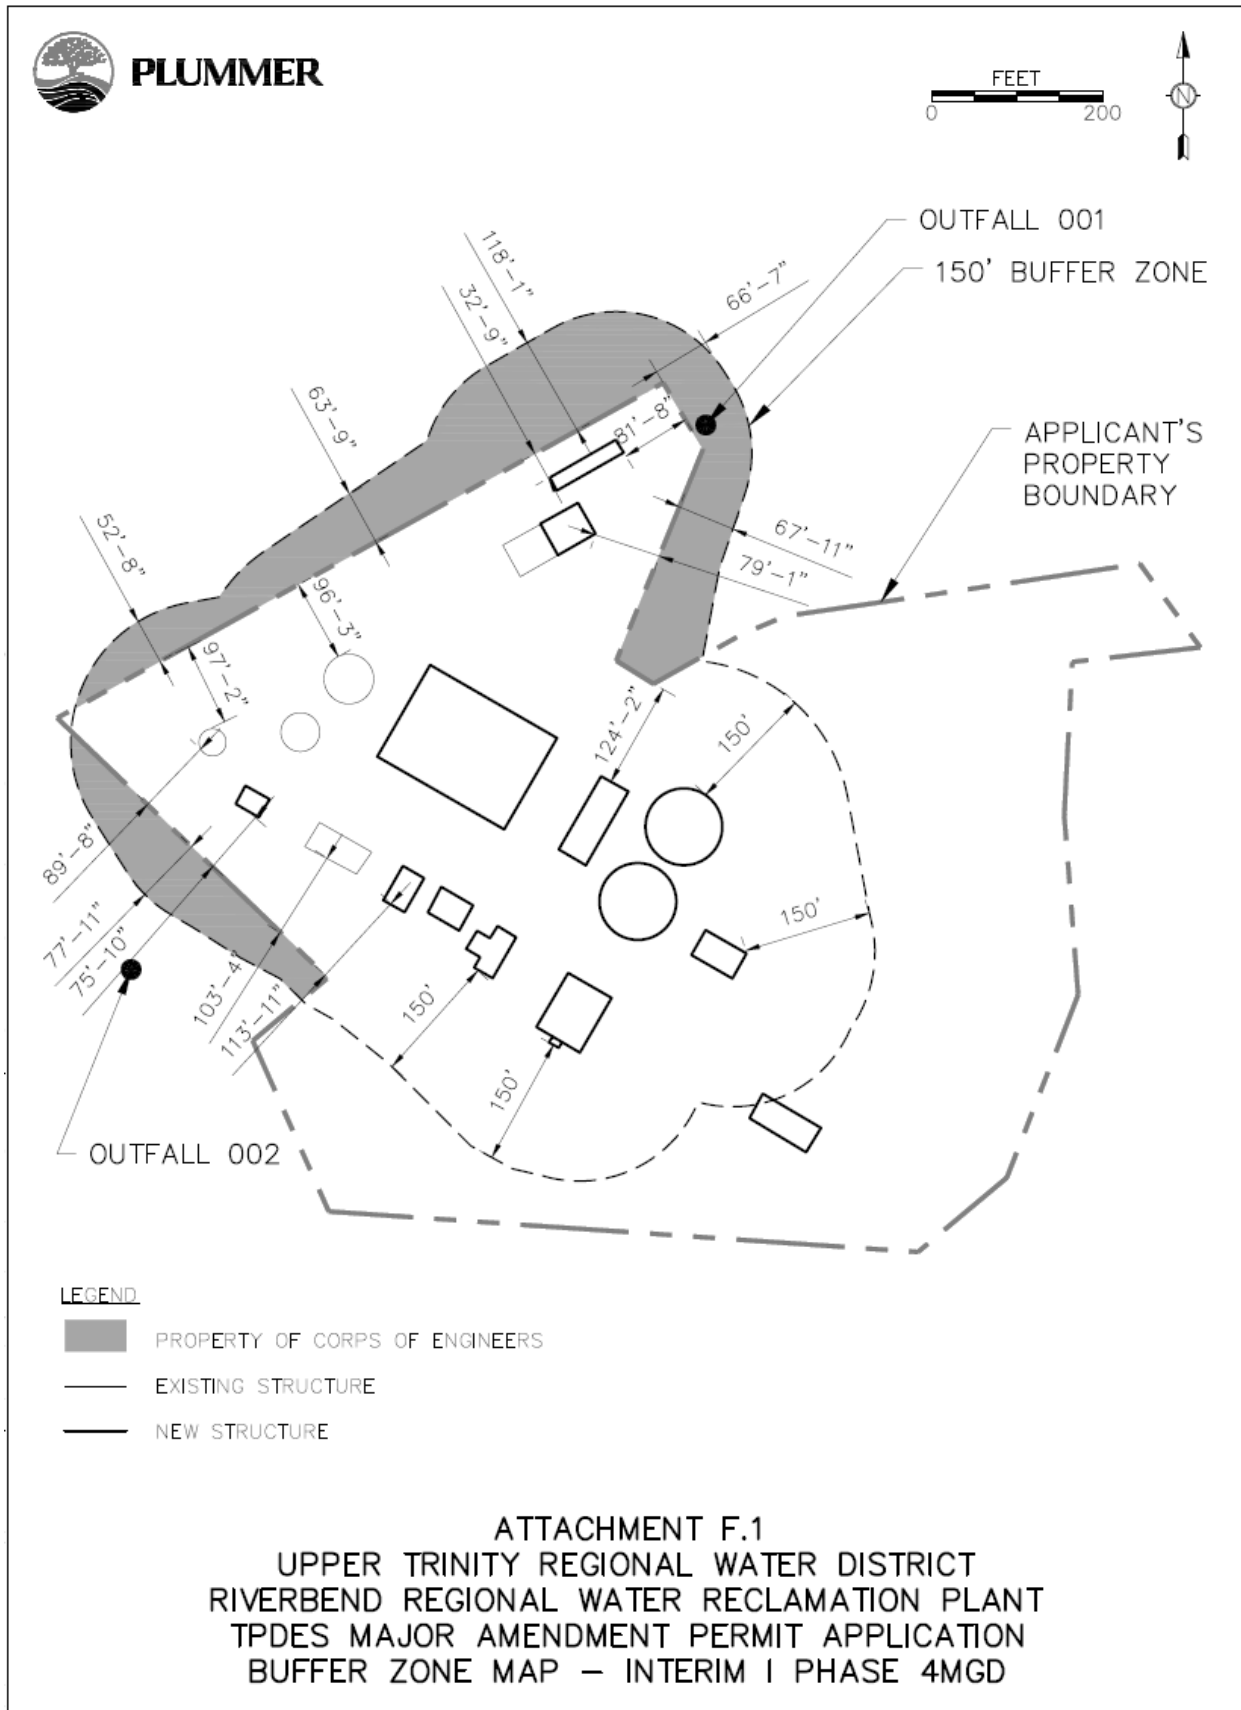 PLUMMER
FEET
0 200
N
OUTFALL 001
150' BUFFER ZONE
118'-1"
32'-9"
66'-7"
63'-9"
81'-8"
APPLICANT'S
PROPERTY
BOUNDARY
52'-8"
67'-11"
79'-1"
96'-3"
97'-2"
124'-2"
150'
89'-8"
77'-11"
75'-10"
103'-4"
113'-11"
150'
150'
150'
OUTFALL 002
LEGEND
PROPERTY OF CORPS OF ENGINEERS
EXISTING STRUCTURE
NEW STRUCTURE
ATTACHMENT F.1
UPPER TRINITY REGIONAL WATER DISTRICT
RIVERBEND REGIONAL WATER RECLAMATION PLANT
TPDES MAJOR AMENDMENT PERMIT APPLICATION
BUFFER ZONE MAP – INTERIM I PHASE 4MGD